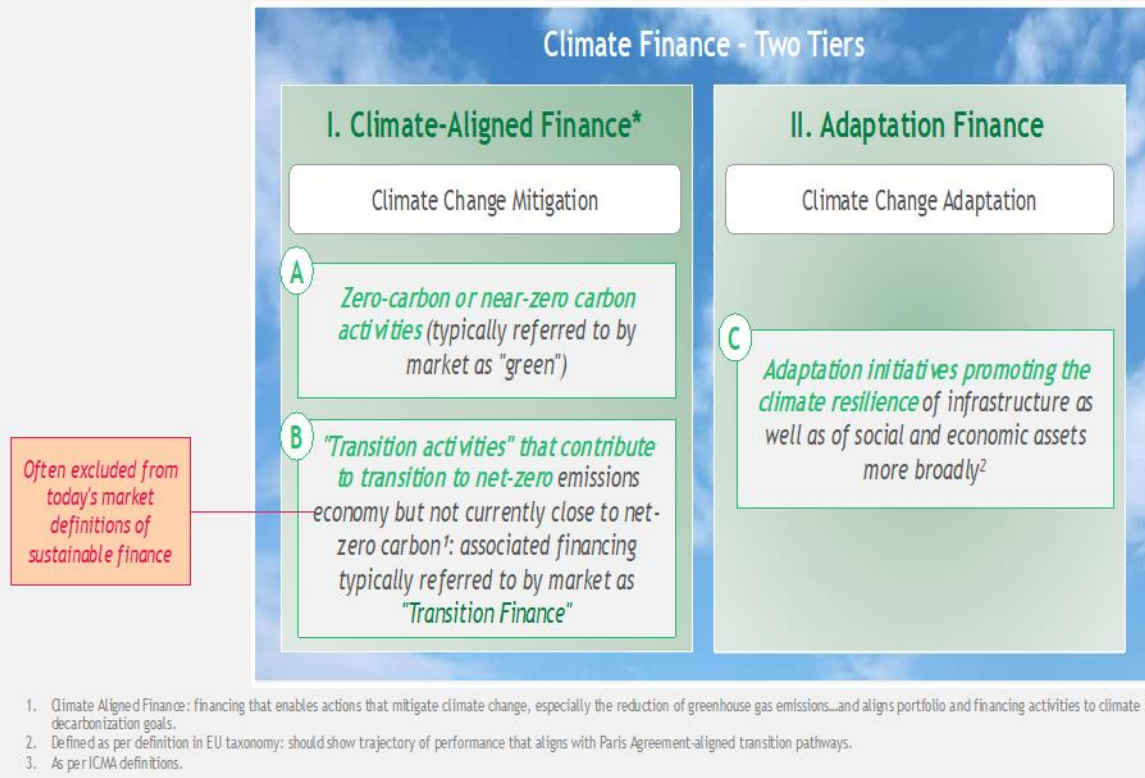 Climate Finance - Two Tiers
I. Climate-Aligned Finance*
Climate Change Mitigation
A
Zero-carbon or near-zero carbon
activities (typically referred to by
market as "green")
B
"Transition activities" that contribute
to transition to net-zero emissions
economy but not currently close to net-
zero carbon¹: associated financing
typically referred to by market as
"Transition Finance"
Often excluded from
today's market
definitions of
sustainable finance
II. Adaptation Finance
Climate Change Adaptation
C
Adaptation initiatives promoting the
climate resilience of infrastructure as
well as of social and economic assets
more broadly²
1. Climate Aligned Finance: financing that enables actions that mitigate climate change, especially the reduction of greenhouse gas emissions...and aligns portfolio and financing activities to climate
decarbonization goals.
2. Defined as per definition in EU taxonomy: should show trajectory of performance that aligns with Paris Agreement-aligned transition pathways.
3. As per ICMA definitions.